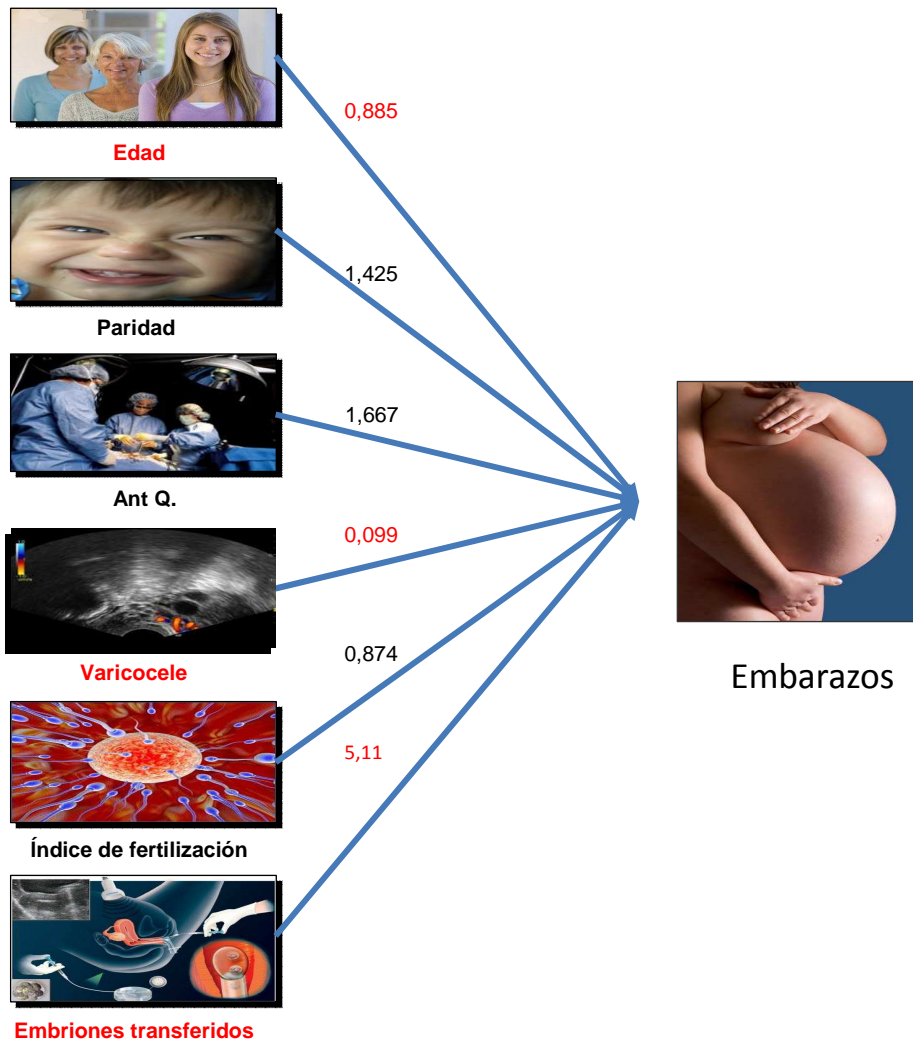 0,885
Edad
1,425
Paridad
1,667
Ant Q.
0,099
Varicocele
0,874
Embarazos
5,11
Índice de fertilización
Embriones transferidos